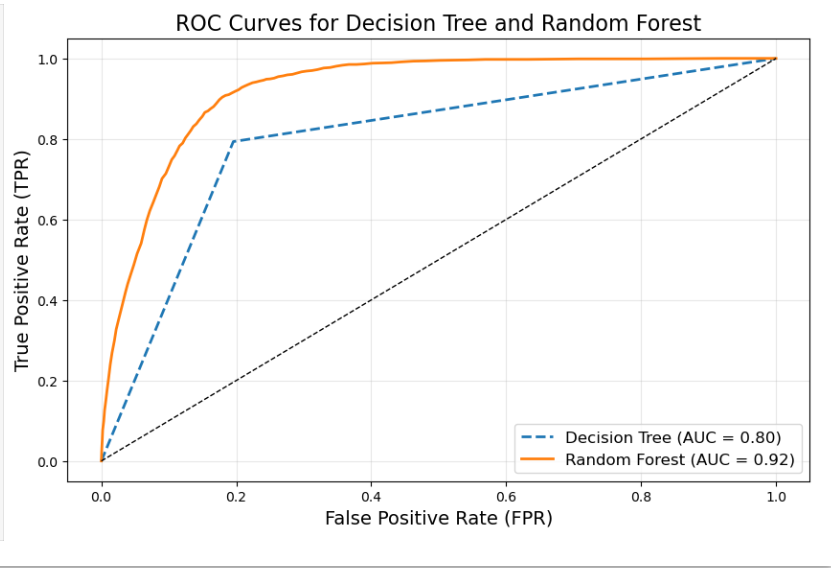 ROC Curves for Decision Tree and Random Forest
True Positive Rate (TPR)
1.0
0.8
0.6
0.4
0.2
0.0
Decision Tree (AUC = 0.80)
Random Forest (AUC = 0.92)
0.0 0.2 0.4 0.6 0.8 1.0
False Positive Rate (FPR)